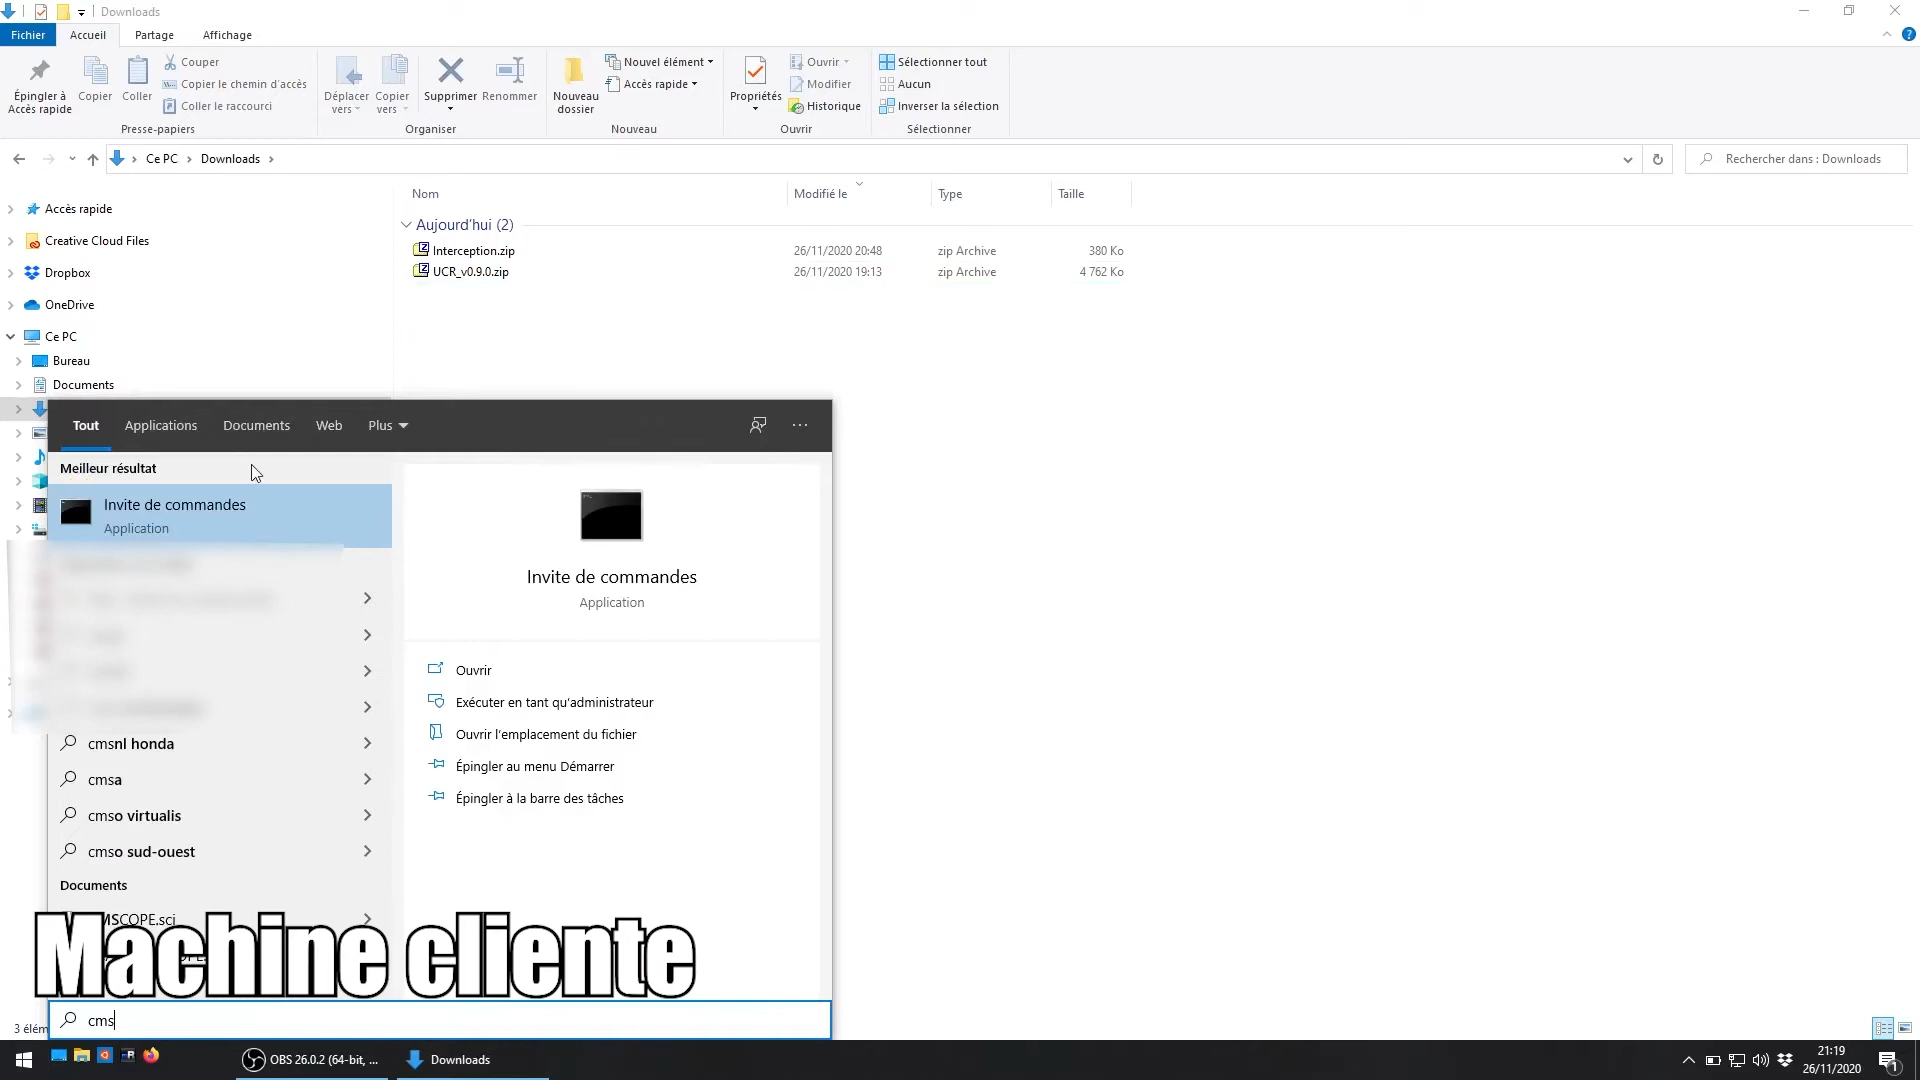 Downloads
Fichier Accueil Partage Affichage
Épingler à Accès rapide
Copier
Coller
Couper
Copier le chemin d'accès
Coller le raccourci
Presse-papiers
Déplacer vers
Copier vers
Supprimer
Renommer
Organiser
Nouveau dossier
Nouvel élément
Accès rapide
Nouveau
Propriétés
Ouvrir
Modifier
Historique
Ouvrir
Sélectionner tout
Aucun
Inverser la sélection
Sélectionner
Ce PC Downloads
Rechercher dans : Downloads
Nom Modifié le Type Taille
Aujourd'hui (2)
Interception.zip 26/11/2020 20:48 zip Archive 380 Ko
UCR_v0.9.0.zip 26/11/2020 19:13 zip Archive 4 762 Ko
Accès rapide
Creative Cloud Files
Dropbox
OneDrive
Ce PC
Bureau
Documents
Tout Applications Documents Web Plus
Meilleur résultat
Invite de commandes
Application
cmsnl honda
cmsa
cmso virtualis
cmso sud-ouest
Documents
Invite de commandes
Application
Ouvrir
Exécuter en tant qu'administrateur
Ouvrir l'emplacement du fichier
Épingler au menu Démarrer
Épingler à la barre des tâches
Machine cliente
cms
OBS 26.0.2 (64-bit, ...
Downloads
21:19
26/11/2020
1